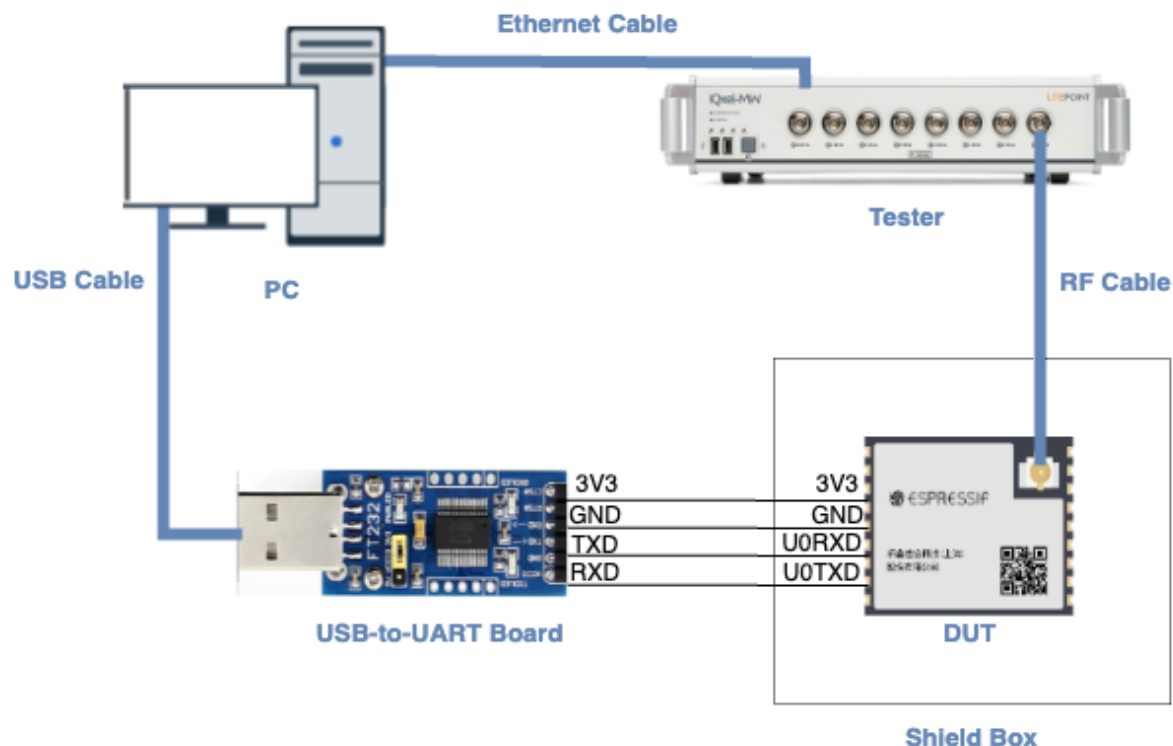 Ethernet Cable
IQxel-MW
LITEPOINT
Tester
USB Cable
PC
RF Cable
3V3
GND
TXD
RXD
3V3
GND
U0RXD
U0TXD
FT232
ESPRESSIF
USB-to-UART Board
DUT
Shield Box